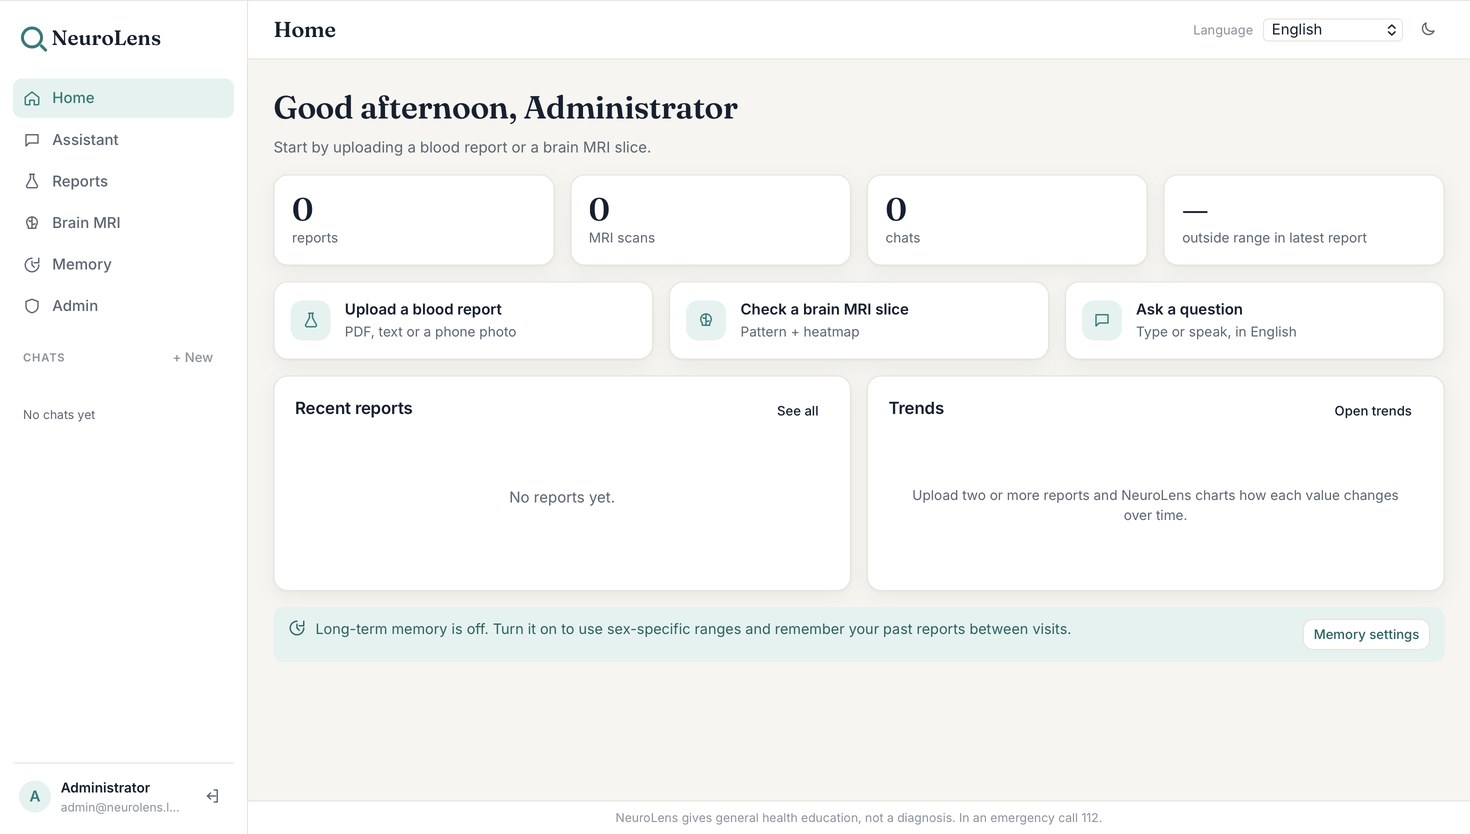 NeuroLens
Home
Assistant
Reports
Brain MRI
Memory
Admin
CHATS
+ New
No chats yet
A
Administrator
admin@neurolens.l...
Home
Language
English
Good afternoon, Administrator
Start by uploading a blood report or a brain MRI slice.
0
reports
0
MRI scans
0
chats
—
outside range in latest report
Upload a blood report
PDF, text or a phone photo
Check a brain MRI slice
Pattern + heatmap
Ask a question
Type or speak, in English
Recent reports
See all
No reports yet.
Trends
Open trends
Upload two or more reports and NeuroLens charts how each value changes
over time.
Long-term memory is off. Turn it on to use sex-specific ranges and remember your past reports between visits.
Memory settings
NeuroLens gives general health education, not a diagnosis. In an emergency call 112.